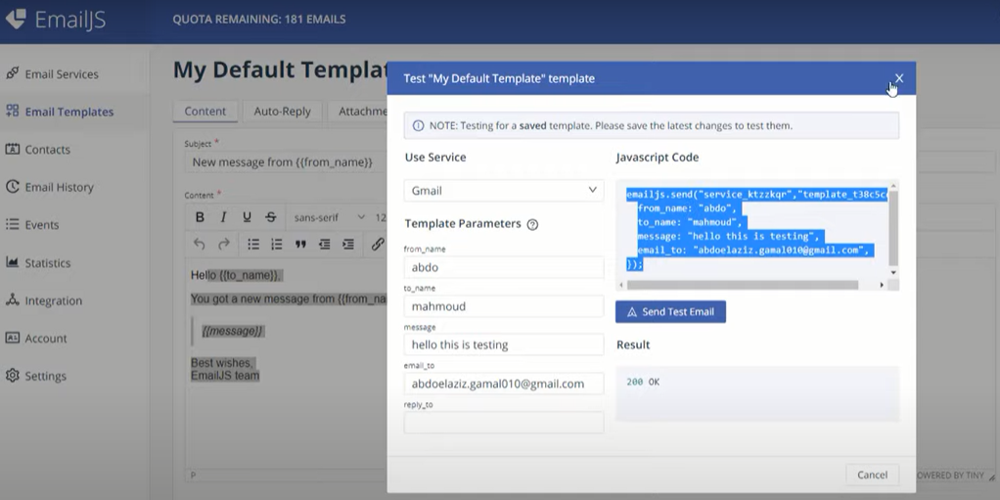 EmailJS
QUOTA REMAINING: 181 EMAILS
Email Services
Email Templates
Contacts
Email History
Events
Statistics
Integration
Account
Settings
My Default Templat
Content
Auto-Reply
Attachme
Subject *
New message from {{from_name}}
Content *
B I U S sans-serif 12
Hello {{to_name}},
You got a new message from {{from_na
{{message}}
Best wishes,
EmailJS team
P
OWERED BY TINY
Test "My Default Template" template
NOTE: Testing for a saved template. Please save the latest changes to test them.
Use Service
Gmail
Template Parameters
from_name
abdo
to_name
mahmoud
message
hello this is testing
email_to
abdoelaziz.gamal010@gmail.com
reply_to
Javascript Code
emailjs.send("service_ktzzkqr","template_t38c5c
from_name: "abdo",
to_name: "mahmoud",
message: "hello this is testing",
email_to: "abdoelaziz.gamal010@gmail.com",
});
Send Test Email
Result
200 OK
Cancel